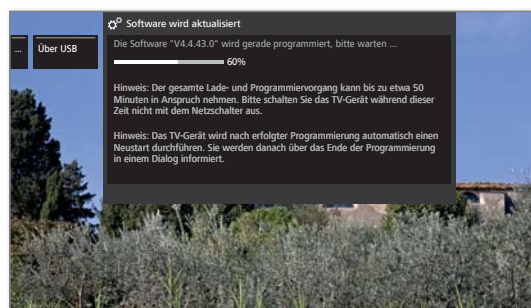 Software wird aktualisiert
... Über USB
Die Software "V4.4.43.0" wird gerade programmiert, bitte warten ...
60%
Hinweis: Der gesamte Lade- und Programmiervorgang kann bis zu etwa 50
Minuten in Anspruch nehmen. Bitte schalten Sie das TV-Gerät während dieser
Zeit nicht mit dem Netzschalter aus.
Hinweis: Das TV-Gerät wird nach erfolgter Programmierung automatisch einen
Neustart durchführen. Sie werden danach über das Ende der Programmierung
in einem Dialog informiert.